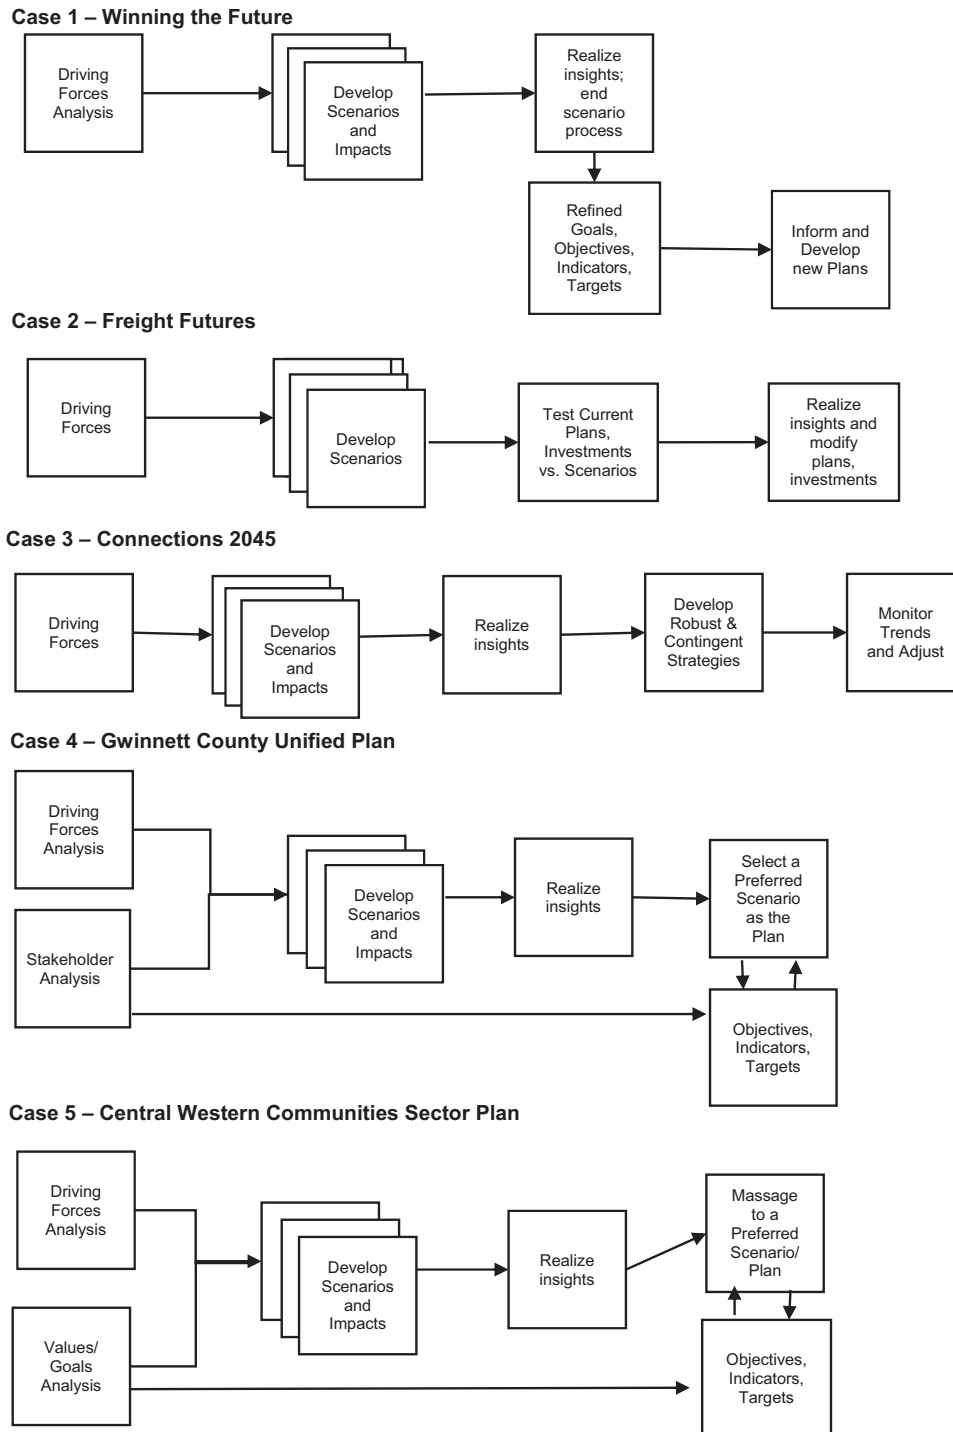 Case 1 – Winning the Future
Driving
Forces
Analysis
Develop
Scenarios
and
Impacts
Realize
insights;
end
scenario
process
Refined
Goals,
Objectives,
Indicators,
Targets
Inform and
Develop
new Plans
Case 2 – Freight Futures
Driving
Forces
Develop
Scenarios
Test Current
Plans,
Investments
vs. Scenarios
Realize
insights and
modify
plans,
investments
Case 3 – Connections 2045
Driving
Forces
Develop
Scenarios
and
Impacts
Realize
insights
Develop
Robust &
Contingent
Strategies
Monitor
Trends
and Adjust
Case 4 – Gwinnett County Unified Plan
Driving
Forces
Analysis
Stakeholder
Analysis
Develop
Scenarios
and
Impacts
Realize
insights
Select a
Preferred
Scenario
as the
Plan
Objectives,
Indicators,
Targets
Case 5 – Central Western Communities Sector Plan
Driving
Forces
Analysis
Values/
Goals
Analysis
Develop
Scenarios
and
Impacts
Realize
insights
Massage
to a
Preferred
Scenario/
Plan
Objectives,
Indicators,
Targets